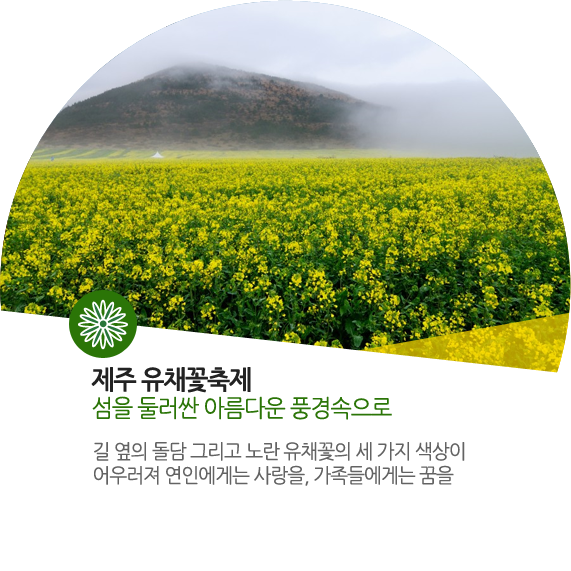 제주 유채꽃축제
섬을 둘러싼 아름다운 풍경속으로
길 옆의 돌담 그리고 노란 유채꽃의 세 가지 색상이
어우러져 연인에게는 사랑을, 가족들에게는 꿈을